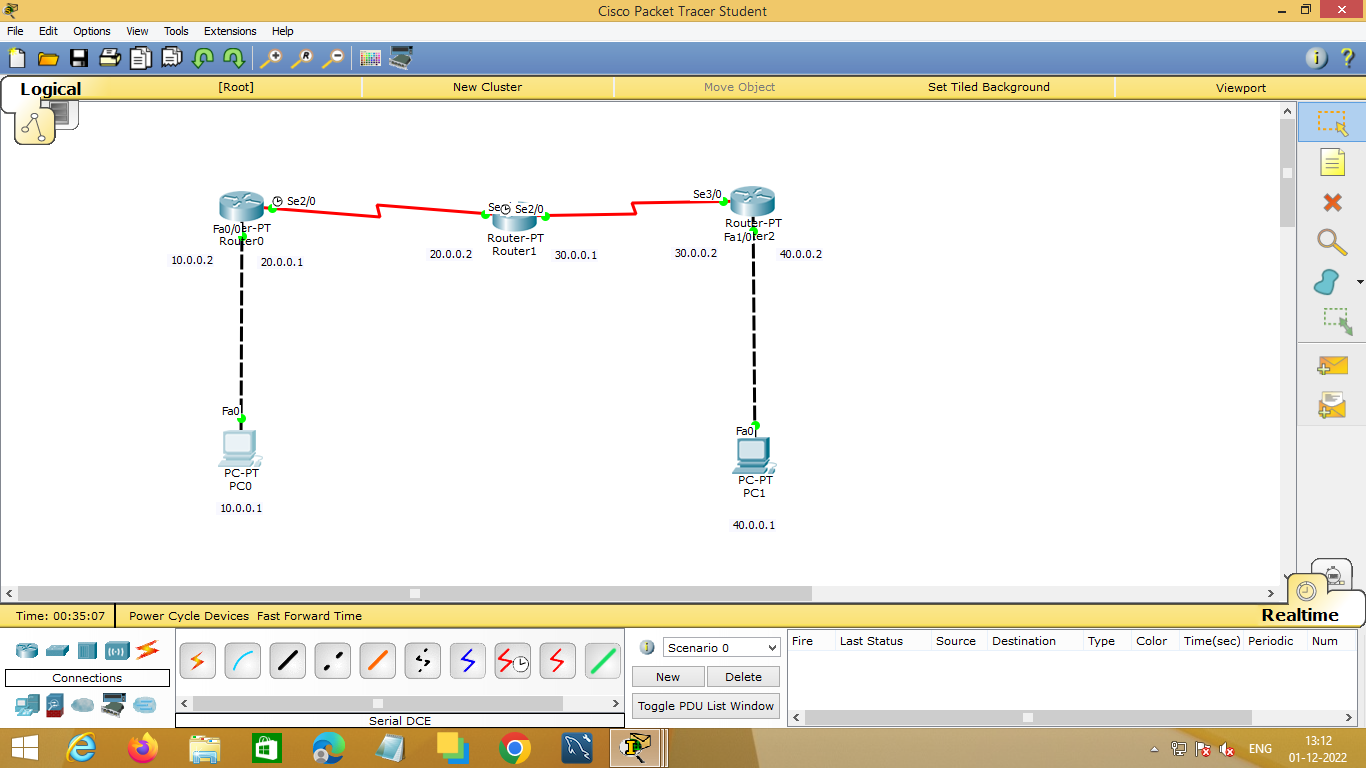 Cisco Packet Tracer Student
File Edit Options View Tools Extensions Help
Logical [Root] New Cluster Move Object Set Tiled Background Viewport
Se2/0
Se2/0
Se3/0
Fa0/0
Router0
10.0.0.2 20.0.0.1
Router-PT
Router1
20.0.0.2 30.0.0.1
Router-PT
Fa1/0
30.0.0.2 40.0.0.2
Fa0
PC-PT
PC0
10.0.0.1
Fa0
PC-PT
PC1
40.0.0.1
Time: 00:35:07 Power Cycle Devices Fast Forward Time Realtime
Connections
Serial DCE
Scenario 0
New Delete
Toggle PDU List Window
Fire Last Status Source Destination Type Color Time(sec) Periodic Num
ENG
13:12
01-12-2022